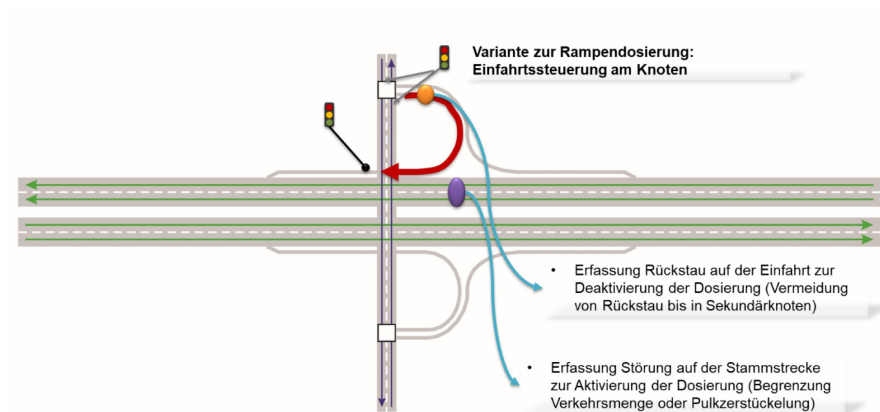 Variante zur Rampendosierung:
Einfahrtssteuerung am Knoten
• Erfassung Rückstau auf der Einfahrt zur
Deaktivierung der Dosierung (Vermeidung
von Rückstau bis in Sekundärknoten)
• Erfassung Störung auf der Stammstrecke
zur Aktivierung der Dosierung (Begrenzung
Verkehrsmenge oder Pulkzerstückelung)